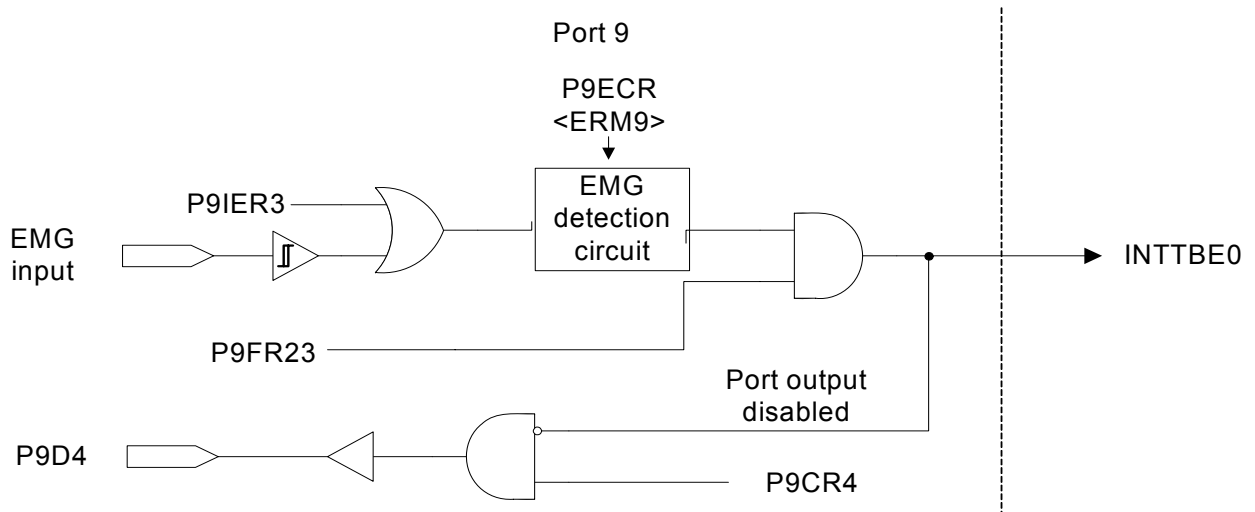 Port 9
P9ECR
<ERM9>
P9IER3
EMG
detection
circuit
EMG
input
INTTBE0
P9FR23
Port output
disabled
P9D4
P9CR4